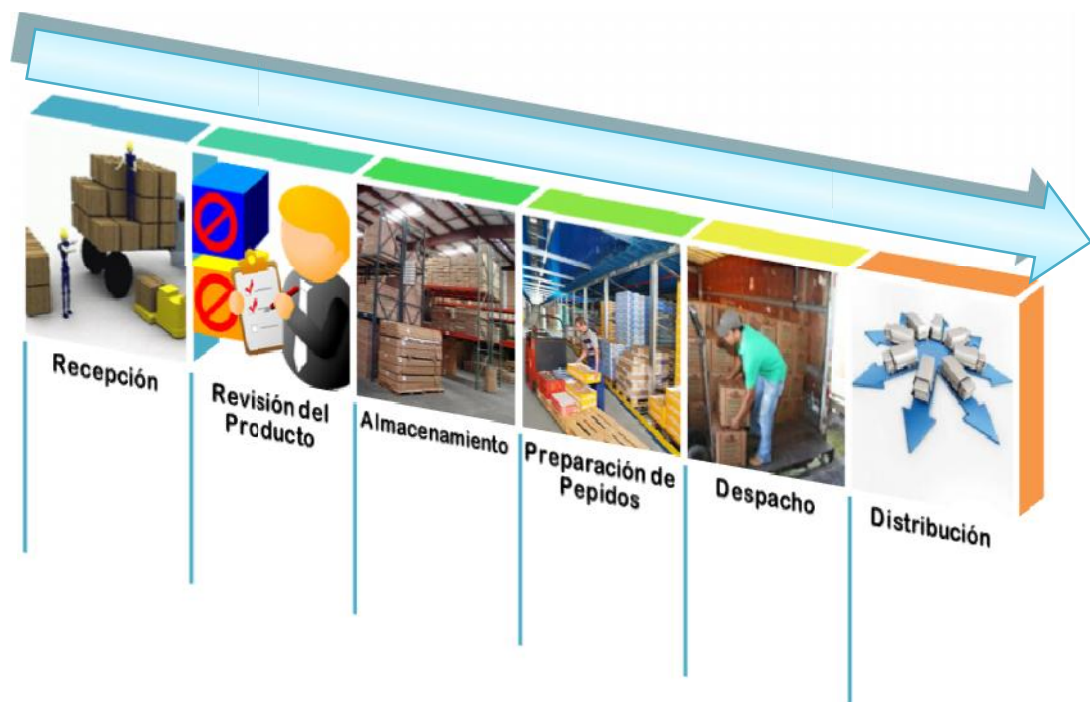 Recepción
Revisión del
Producto
Almacenamiento
Preparación de
Pepidos
Despacho
Distribución